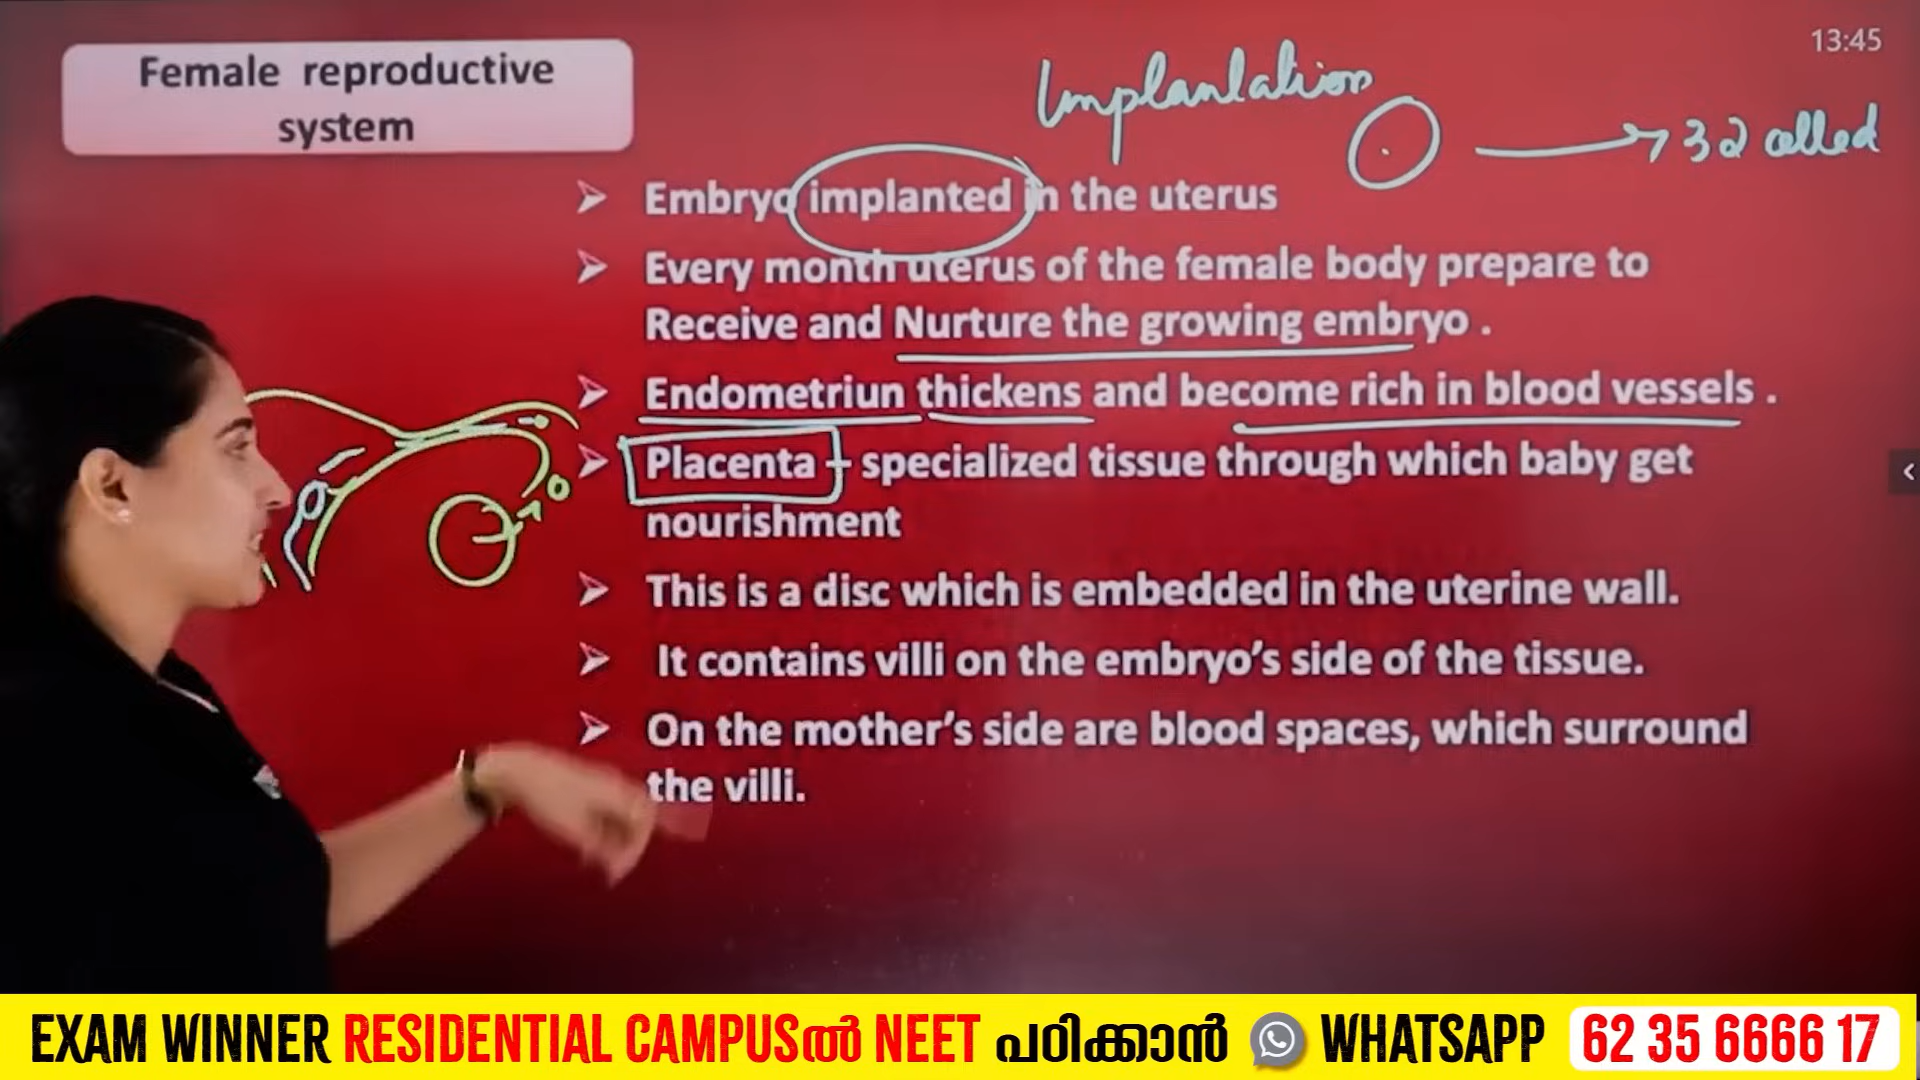 Female reproductive
system
13:45
Implantation
32 celled
Embryo implanted in the uterus
Every month uterus of the female body prepare to
Receive and Nurture the growing embryo .
Endometriun thickens and become rich in blood vessels .
Placenta - specialized tissue through which baby get
nourishment
This is a disc which is embedded in the uterine wall.
It contains villi on the embryo’s side of the tissue.
On the mother’s side are blood spaces, which surround
the villi.
EXAM WINNER RESIDENTIAL CAMPUSൽ NEET പഠിക്കാൻ WHATSAPP 62 35 6666 17